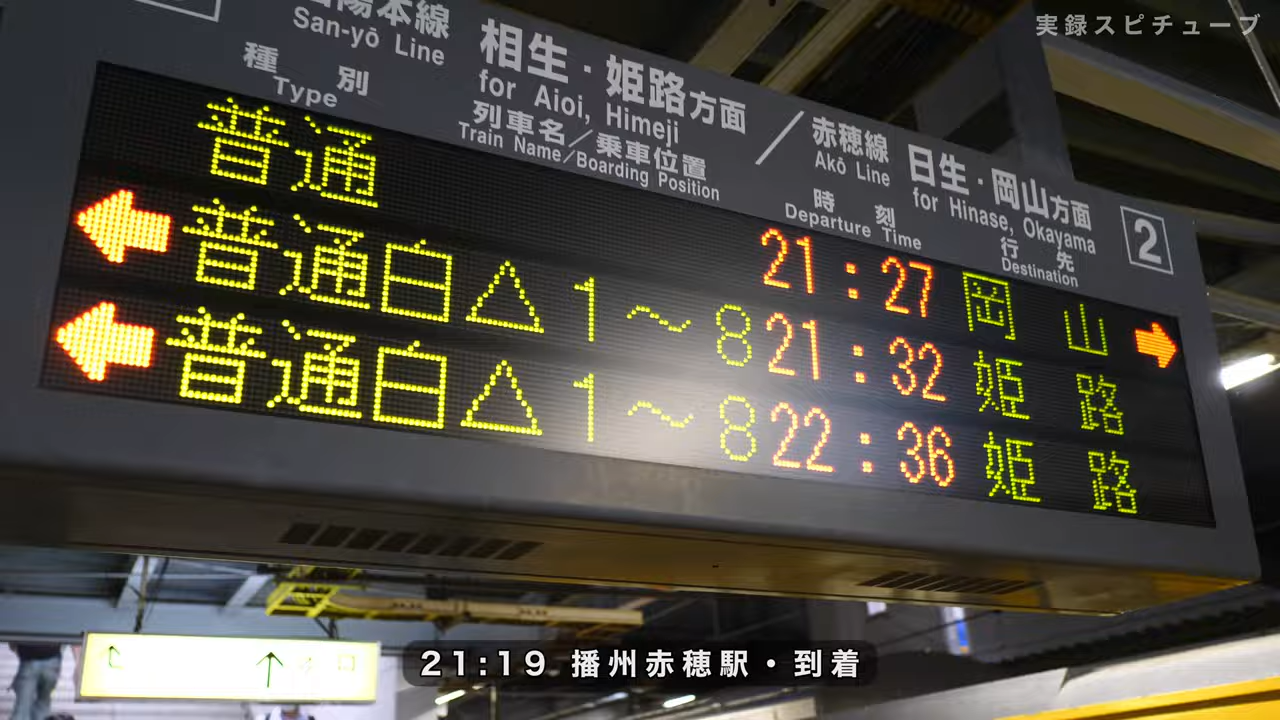 実録スピチューブ
山陽本線
San-yō Line
相生・姫路方面
for Aioi, Himeji
赤穂線
Akō Line
日生・岡山方面
for Hinase, Okayama
2
種別
Type
列車名/乗車位置
Train Name/Boarding Position
時刻
Departure Time
行先
Destination
普通 21:27 岡山
普通白△1～8 21:32 姫路
普通白△1～8 22:36 姫路
21:19 播州赤穂駅・到着